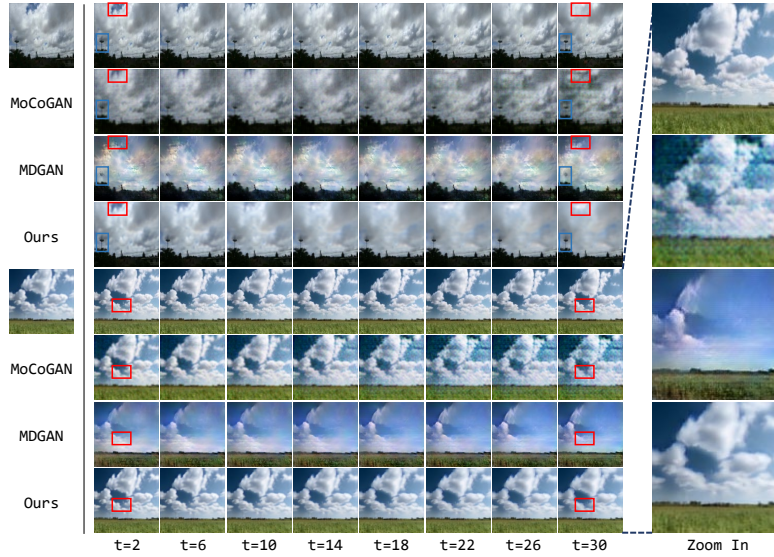 MoCoGAN
MDGAN
Ours
MoCoGAN
MDGAN
Ours
t=2 t=6 t=10 t=14 t=18 t=22 t=26 t=30 Zoom In